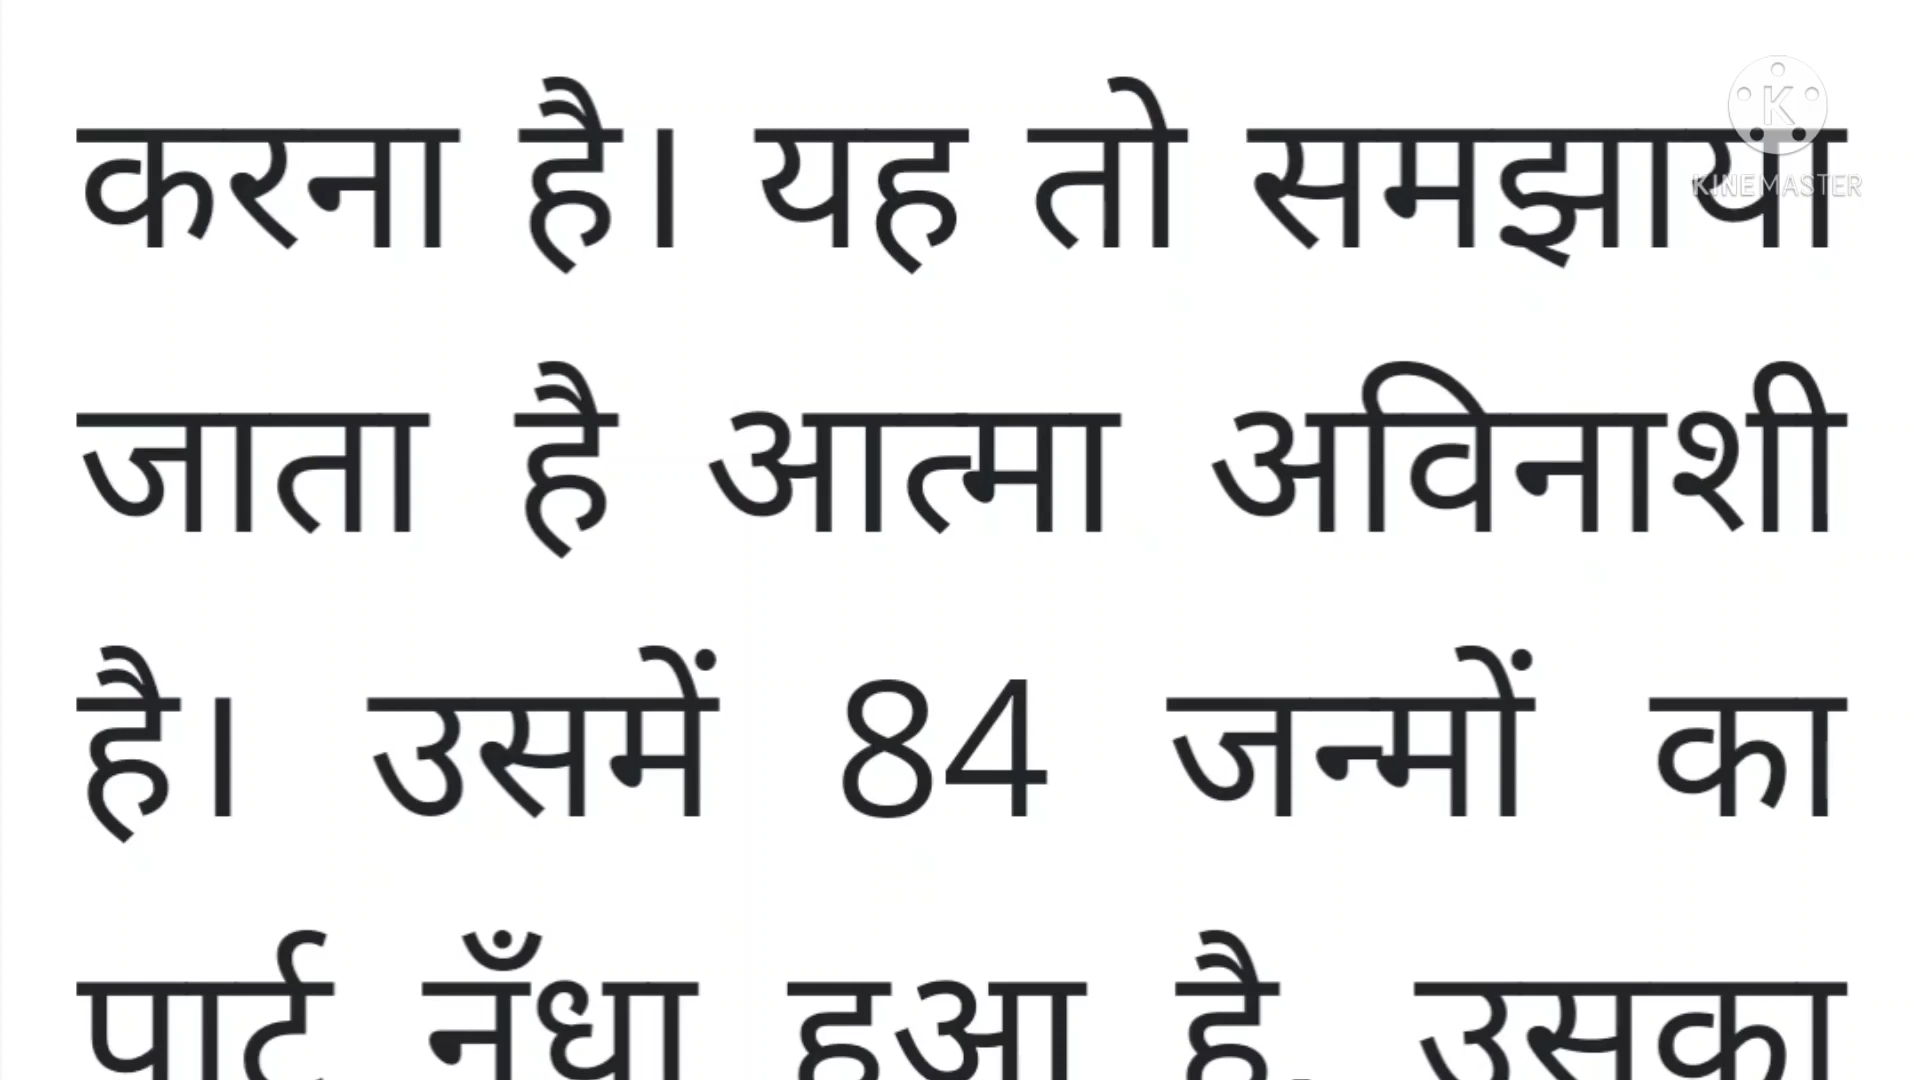 करना है। यह तो समझाया
KINEMASTER
जाता है आत्मा अविनाशी
है। उसमें 84 जन्मों का
पार्ट नँधा हुआ है, उसका